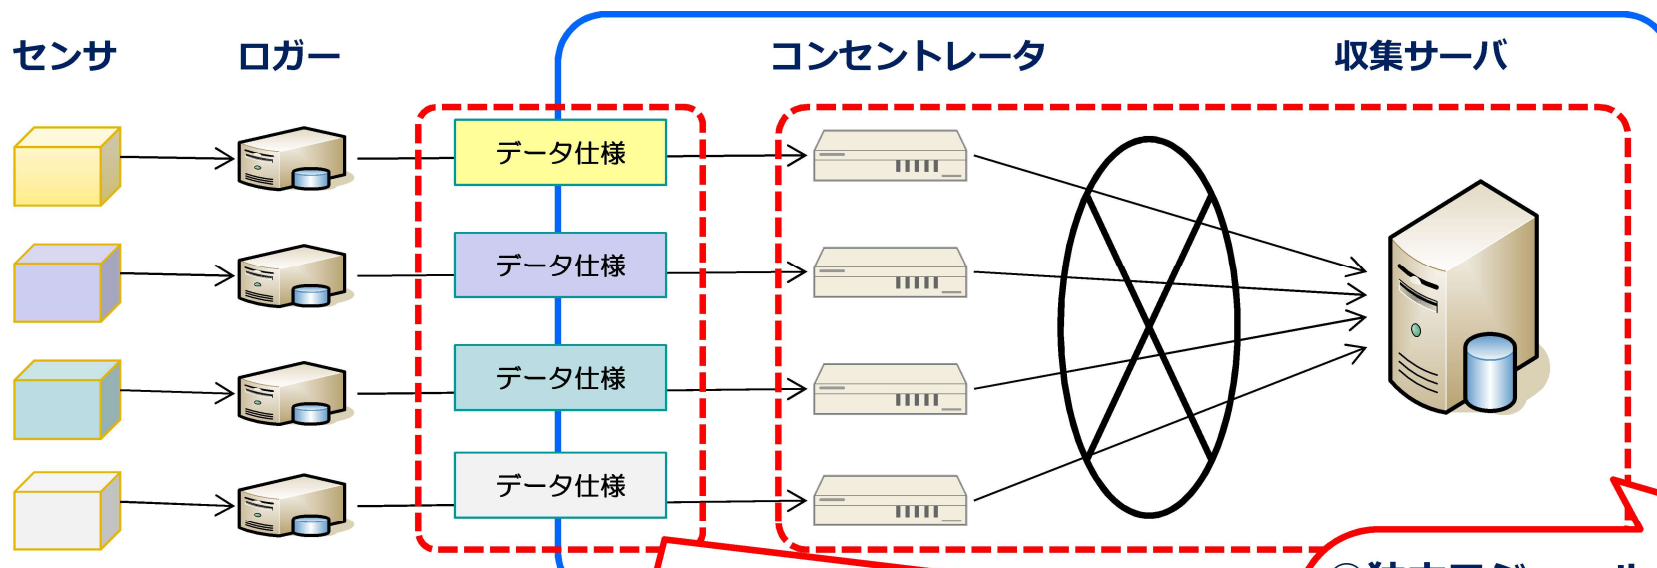 センサ
ロガー
コンセントレータ
収集サーバ
データ仕様
データ仕様
データ仕様
データ仕様